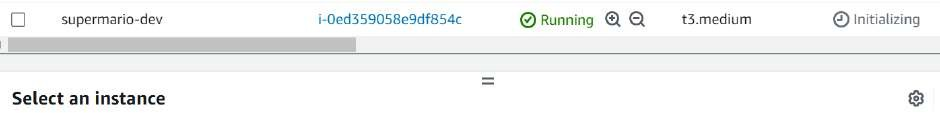 supermario-dev i-0ed359058e9df854c Running t3.medium Initializing
Select an instance